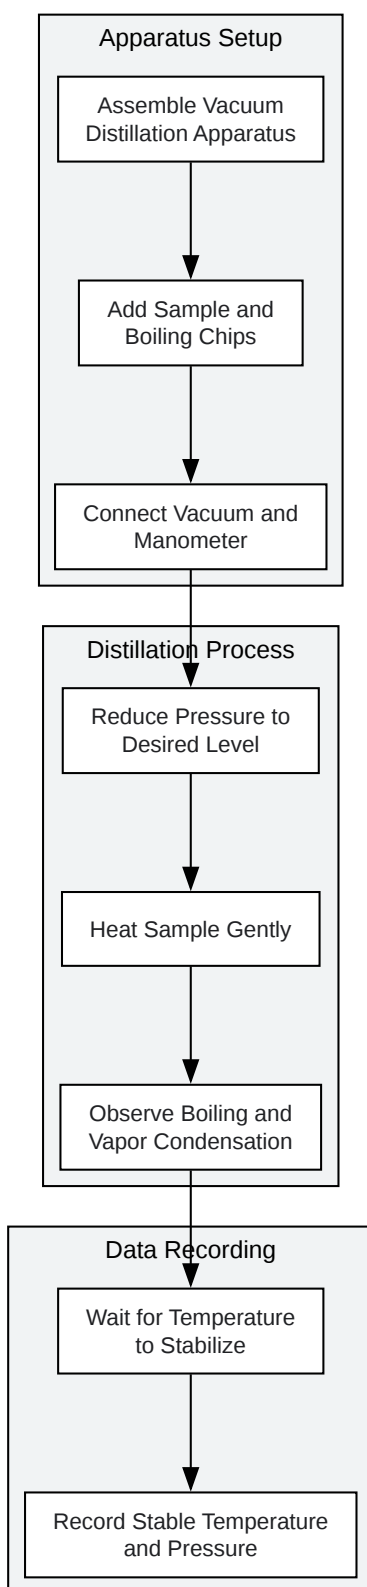 Apparatus Setup
Assemble Vacuum
Distillation Apparatus
Add Sample and
Boiling Chips
Connect Vacuum and
Manometer
Distillation Process
Reduce Pressure to
Desired Level
Heat Sample Gently
Observe Boiling and
Vapor Condensation
Data Recording
Wait for Temperature
to Stabilize
Record Stable Temperature
and Pressure